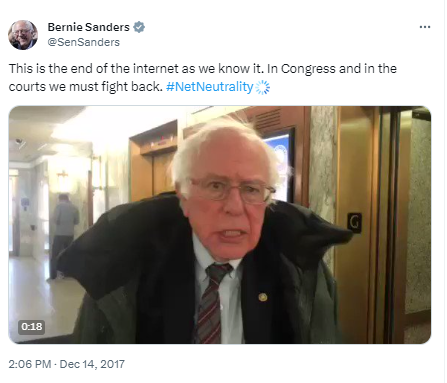 Bernie Sanders
@SenSanders
This is the end of the internet as we know it. In Congress and in the
courts we must fight back. #NetNeutrality
G
0:18
2:06 PM · Dec 14, 2017